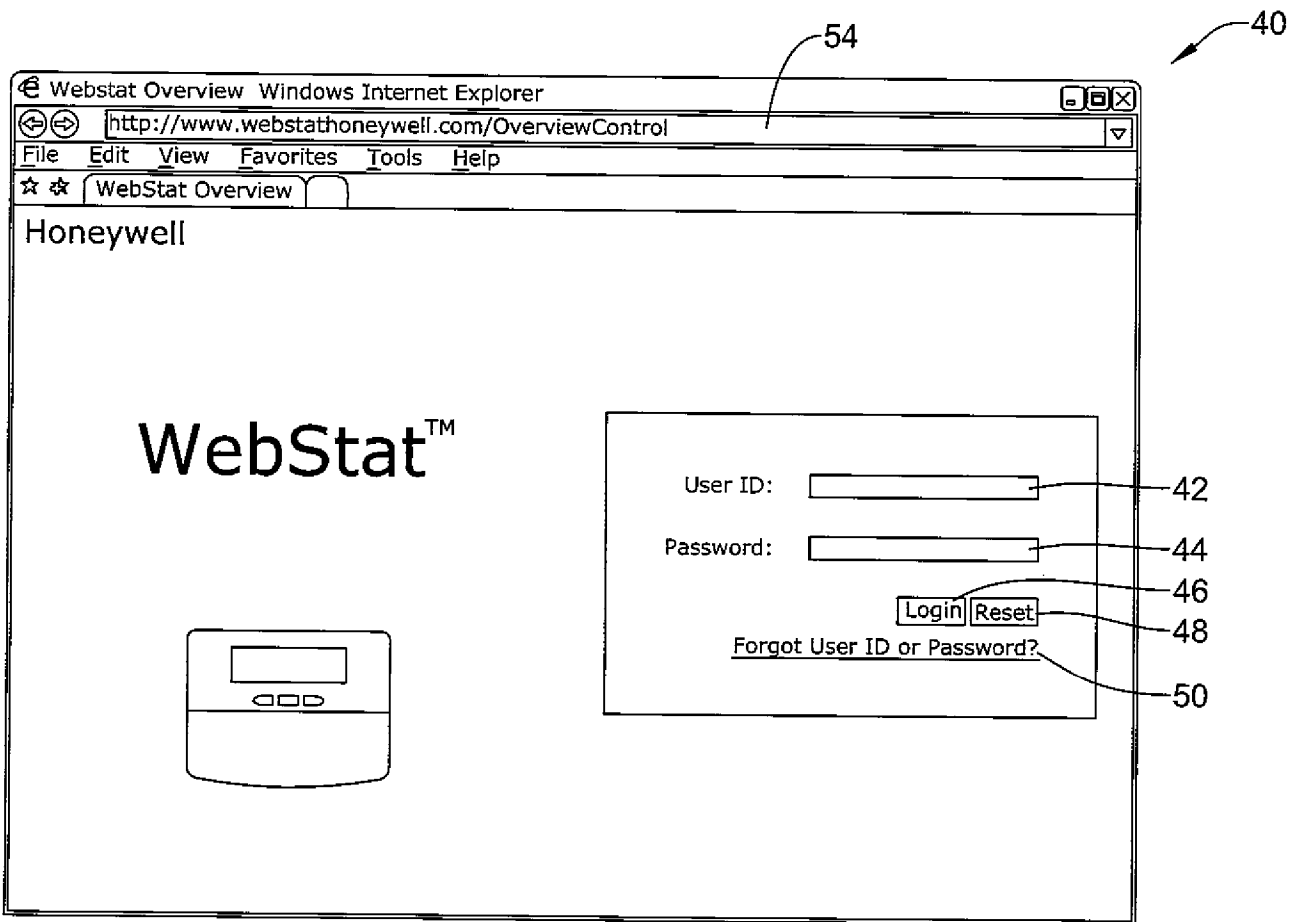 40
54
Webstat Overview Windows Internet Explorer
http://www.webstathoneywell.com/OverviewControl
File Edit View Favorites Tools Help
WebStat Overview
Honeywell
WebStat™
User ID:
42
Password:
44
46
Login Reset
48
Forgot User ID or Password?
50